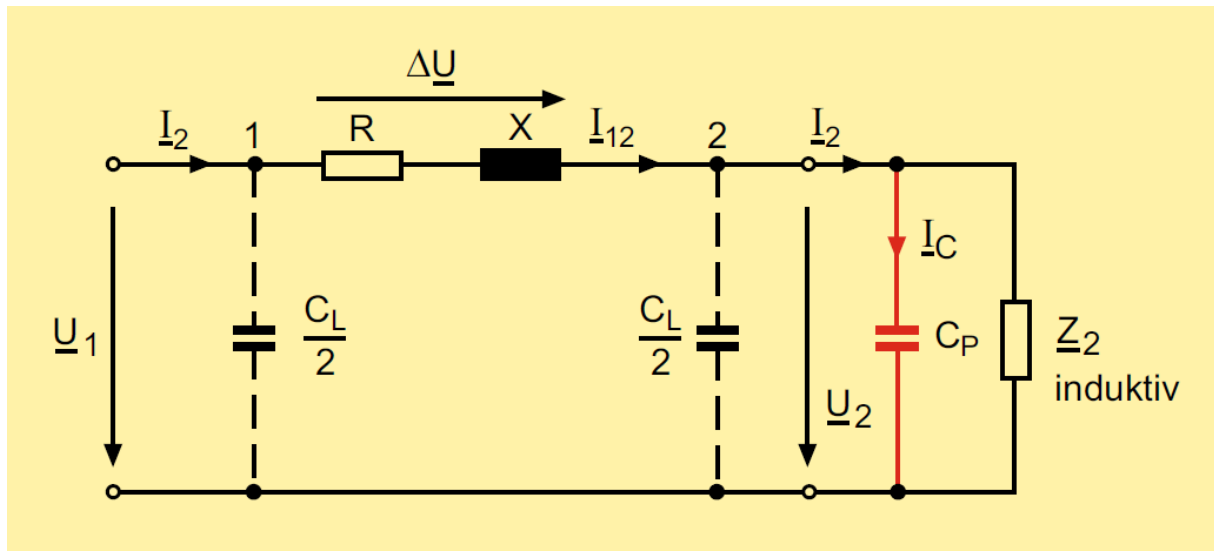 ΔU
I2 1 R X I12 2 I2
IC
U1 CL/2 CL/2 CP Z2
induktiv
U2